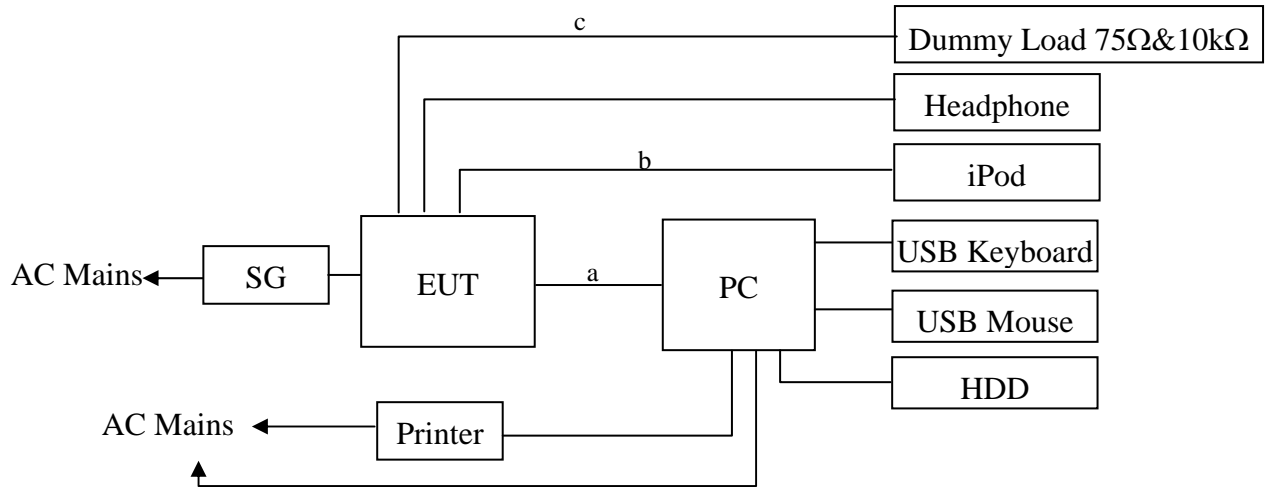 c
Dummy Load 75Ω&10kΩ
Headphone
b
iPod
AC Mains
SG
EUT
a
PC
USB Keyboard
USB Mouse
HDD
AC Mains
Printer